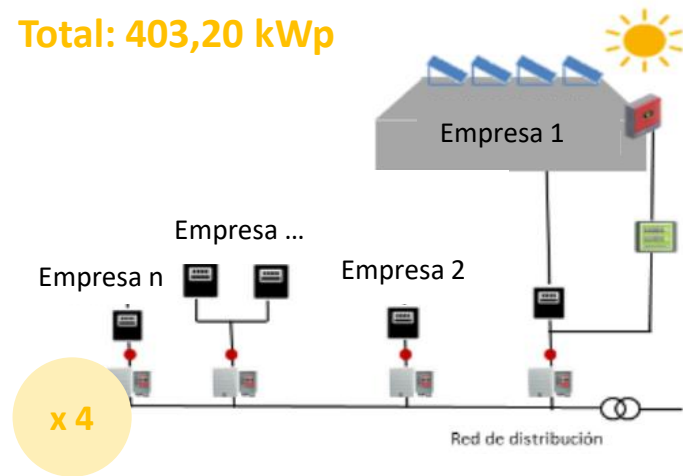 Total: 403,20 kWp
Empresa 1
Empresa ...
Empresa n
Empresa 2
x 4
Red de distribución